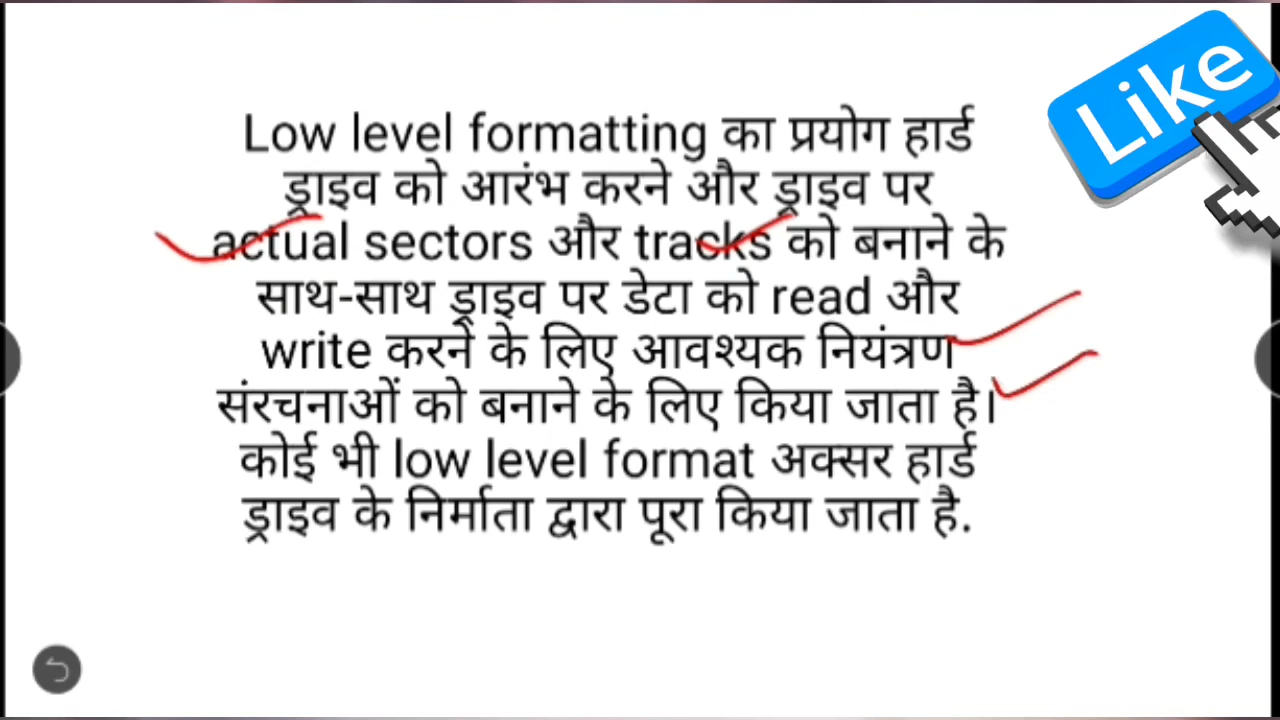 Like
Low level formatting का प्रयोग हार्ड
ड्राइव को आरंभ करने और ड्राइव पर
actual sectors और tracks को बनाने के
साथ-साथ ड्राइव पर डेटा को read और
write करने के लिए आवश्यक नियंत्रण
संरचनाओं को बनाने के लिए किया जाता है।
कोई भी low level format अक्सर हार्ड
ड्राइव के निर्माता द्वारा पूरा किया जाता है.